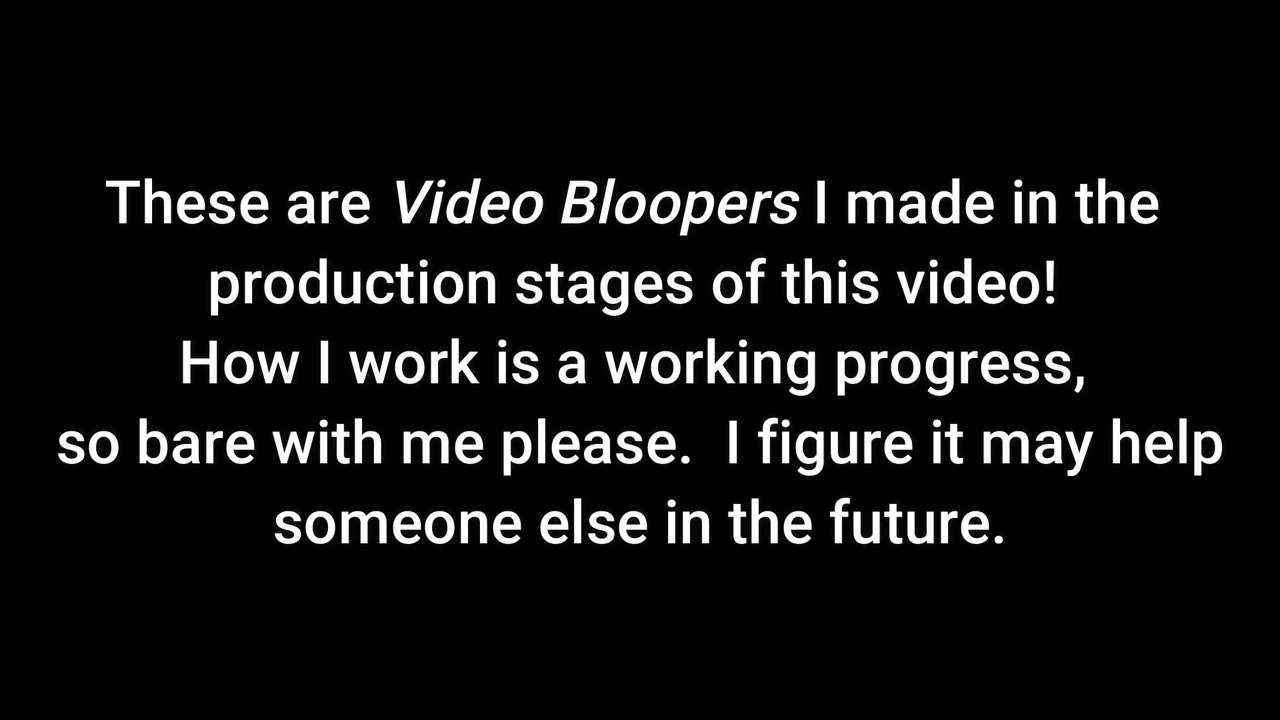 These are Video Bloopers I made in the
production stages of this video!
How I work is a working progress,
so bare with me please.  I figure it may help
someone else in the future.